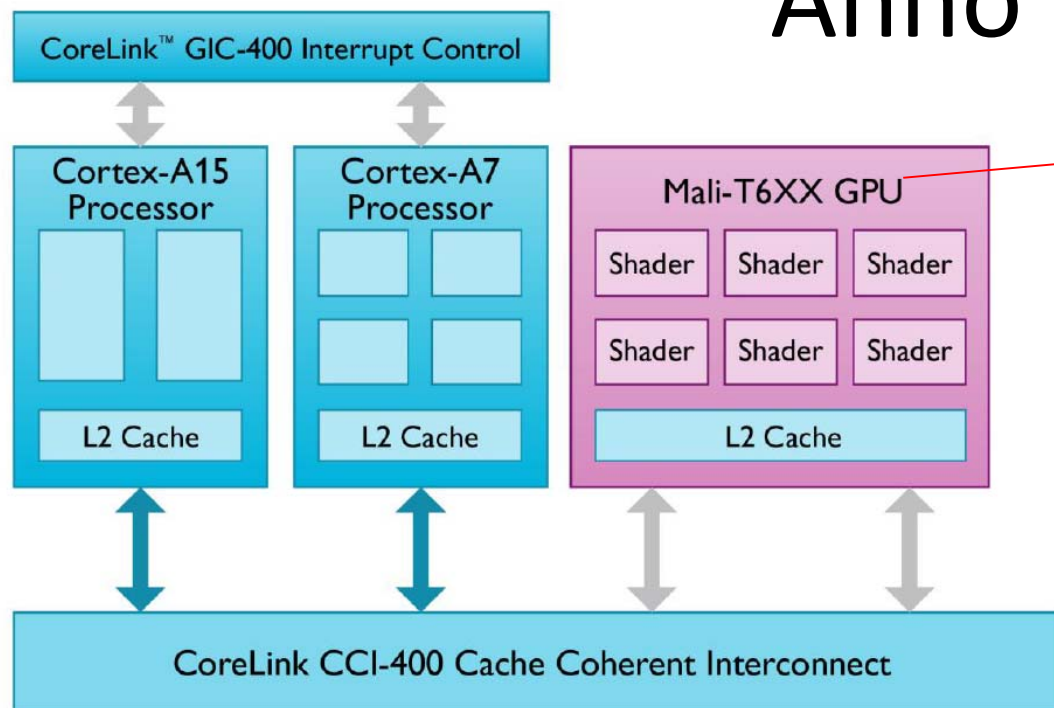 Anno
CoreLink™ GIC-400 Interrupt Control
Cortex-A15
Processor
L2 Cache
Cortex-A7
Processor
L2 Cache
Mali-T6XX GPU
Shader Shader Shader
Shader Shader Shader
L2 Cache
CoreLink CCI-400 Cache Coherent Interconnect